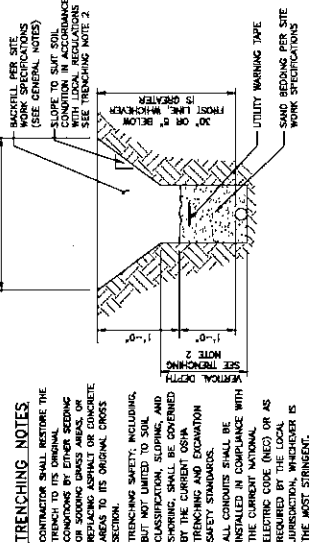 TRENCHING NOTES
CONTRACTOR SHALL RESTORE THE
TRENCH TO ITS ORIGINAL
CONDITIONS BY EITHER SEEDING
OR SODDING GRASS AREAS, OR
REPLACING ASPHALT OR CONCRETE
AREAS TO ITS ORIGINAL CROSS
SECTION.
TRENCHING SAFETY; INCLUDING,
BUT NOT LIMITED TO SOIL
CLASSIFICATION, SLOPING, AND
SHORING, SHALL BE GOVERNED
BY THE CURRENT OSHA
TRENCHING AND EXCAVATION
SAFETY STANDARDS.
ALL CONDUITS SHALL BE
INSTALLED IN COMPLIANCE WITH
THE CURRENT NATIONAL
ELECTRIC CODE (NEC) OR AS
REQUIRED BY THE LOCAL
JURISDICTION, WHICHEVER IS
THE MOST STRINGENT.
VERTICAL DEPTH
SEE TRENCHING
NOTE 2
1'-0"
1'-0"
30" OR 6" BELOW
FROST LINE, WHICHEVER
IS GREATER
BACKFILL PER SITE
WORK SPECIFICATIONS
(SEE GENERAL NOTES)
SLOPE TO SUIT SOIL
CONDITION IN ACCORDANCE
WITH LOCAL REGULATIONS
SEE TRENCHING NOTE 2
UTILITY WARNING TAPE
SAND BEDDING PER SITE
WORK SPECIFICATIONS